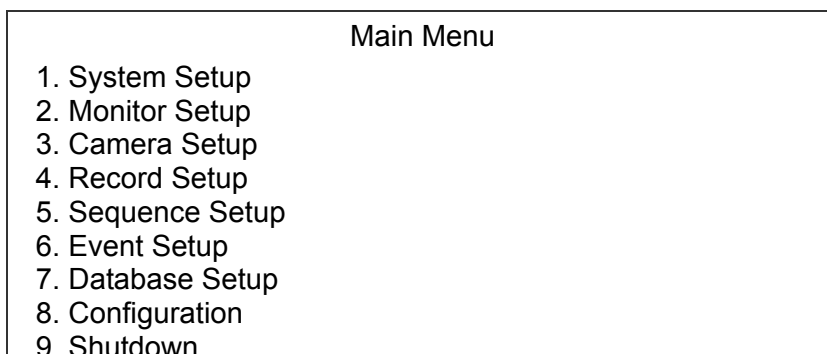 Main Menu
1. System Setup
2. Monitor Setup
3. Camera Setup
4. Record Setup
5. Sequence Setup
6. Event Setup
7. Database Setup
8. Configuration
9. Shutdown